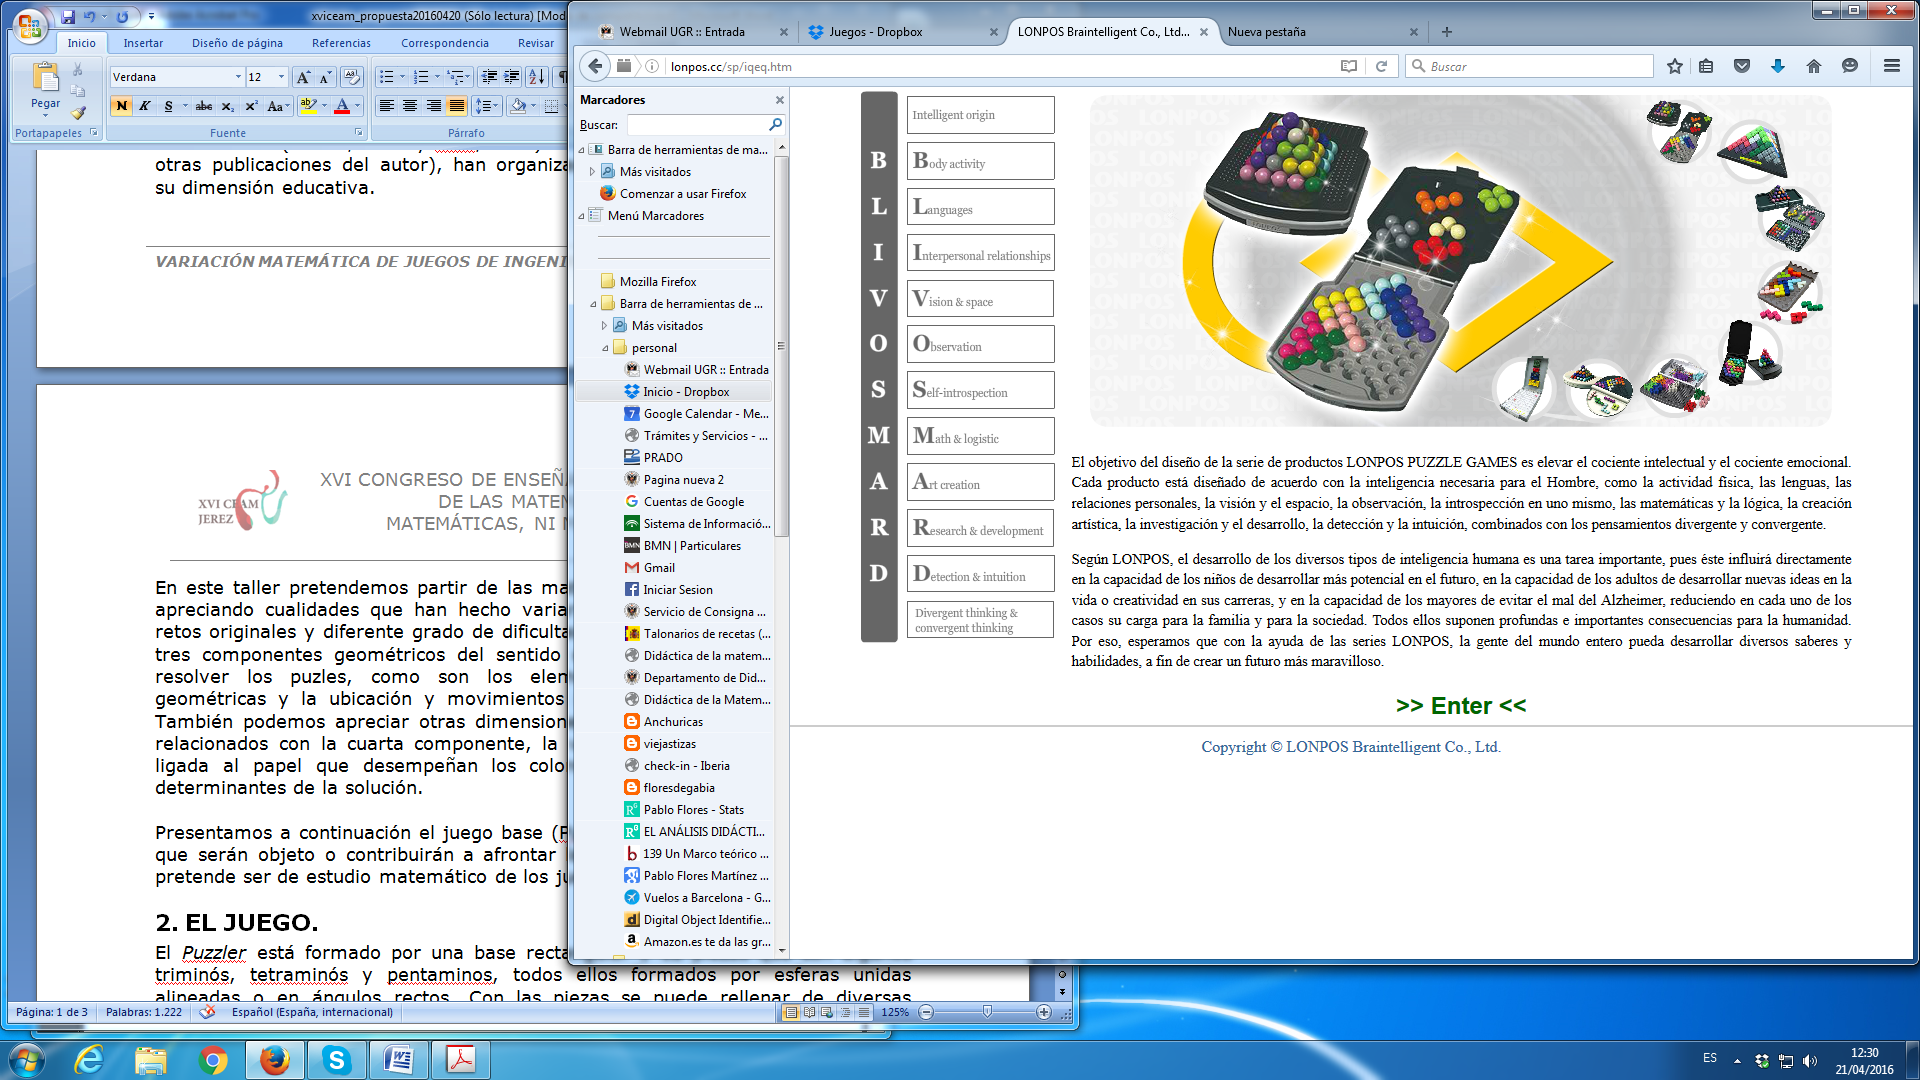 xviceam_propuesta20160420 (Sólo lectura) [Mod
Inicio
Insertar
Diseño de página
Referencias
Correspondencia
Revisar
Pegar
Verdana
12
N K S abc x₂ x² Aa
Portapapeles
Fuente
Párrafo
otras publicaciones del autor), han organiza
su dimensión educativa.
VARIACIÓN MATEMÁTICA DE JUEGOS DE INGENI
XVI CEAM
JEREZ
XVI CONGRESO DE ENSEÑ
DE LAS MATEM
MATEMÁTICAS, NI M
En este taller pretendemos partir de las ma
apreciando cualidades que han hecho varia
retos originales y diferente grado de dificulta
tres componentes geométricos del sentido
resolver los puzles, como son los elem
geométricas y la ubicación y movimientos
También podemos apreciar otras dimension
relacionados con la cuarta componente, la
ligada al papel que desempeñan los colo
determinantes de la solución.
Presentamos a continuación el juego base (P
que serán objeto o contribuirán a afrontar
pretende ser de estudio matemático de los ju
2. EL JUEGO.
El Puzzler está formado por una base recta
triminós, tetraminós y pentaminos, todos ellos formados por esferas unidas
alineadas o en ángulos rectos. Con las piezas se puede rellenar de diversas
Página: 1 de 3
Palabras: 1.222
Español (España, internacional)
125%
Webmail UGR :: Entrada
Juegos - Dropbox
LONPOS Braintelligent Co., Ltd...
Nueva pestaña
lonpos.cc/sp/iqeq.htm
Buscar
Marcadores
Buscar:
Barra de herramientas de ma...
Más visitados
Comenzar a usar Firefox
Menú Marcadores
Mozilla Firefox
Barra de herramientas de ...
Más visitados
personal
Webmail UGR :: Entrada
Inicio - Dropbox
Google Calendar - Me...
Trámites y Servicios - ...
PRADO
Pagina nueva 2
Cuentas de Google
Sistema de Informació...
BMN | Particulares
Gmail
Iniciar Sesion
Servicio de Consigna ...
Talonarios de recetas (...
Didáctica de la matem...
Departamento de Did...
Didáctica de la Matem...
Anchuricas
viejastizas
check-in - Iberia
floresdegabia
Pablo Flores - Stats
EL ANÁLISIS DIDÁCTI...
139 Un Marco teórico ...
Pablo Flores Martínez ...
Vuelos a Barcelona - G...
Digital Object Identifie...
Amazon.es te da las gr...
Intelligent origin
B Body activity
L Languages
I Interpersonal relationships
V Vision & space
O Observation
S Self-introspection
M Math & logistic
A Art creation
R Research & development
D Detection & intuition
Divergent thinking &
convergent thinking
LONPOS
El objetivo del diseño de la serie de productos LONPOS PUZZLE GAMES es elevar el cociente intelectual y el cociente emocional.
Cada producto está diseñado de acuerdo con la inteligencia necesaria para el Hombre, como la actividad física, las lenguas, las
relaciones personales, la visión y el espacio, la observación, la introspección en uno mismo, las matemáticas y la lógica, la creación
artística, la investigación y el desarrollo, la detección y la intuición, combinados con los pensamientos divergente y convergente.
Según LONPOS, el desarrollo de los diversos tipos de inteligencia humana es una tarea importante, pues éste influirá directamente
en la capacidad de los niños de desarrollar más potencial en el futuro, en la capacidad de los adultos de desarrollar nuevas ideas en la
vida o creatividad en sus carreras, y en la capacidad de los mayores de evitar el mal del Alzheimer, reduciendo en cada uno de los
casos su carga para la familia y para la sociedad. Todos ellos suponen profundas e importantes consecuencias para la humanidad.
Por eso, esperamos que con la ayuda de las series LONPOS, la gente del mundo entero pueda desarrollar diversos saberes y
habilidades, a fin de crear un futuro más maravilloso.
>> Enter <<
Copyright © LONPOS Braintelligent Co., Ltd.
ES
12:30
21/04/2016